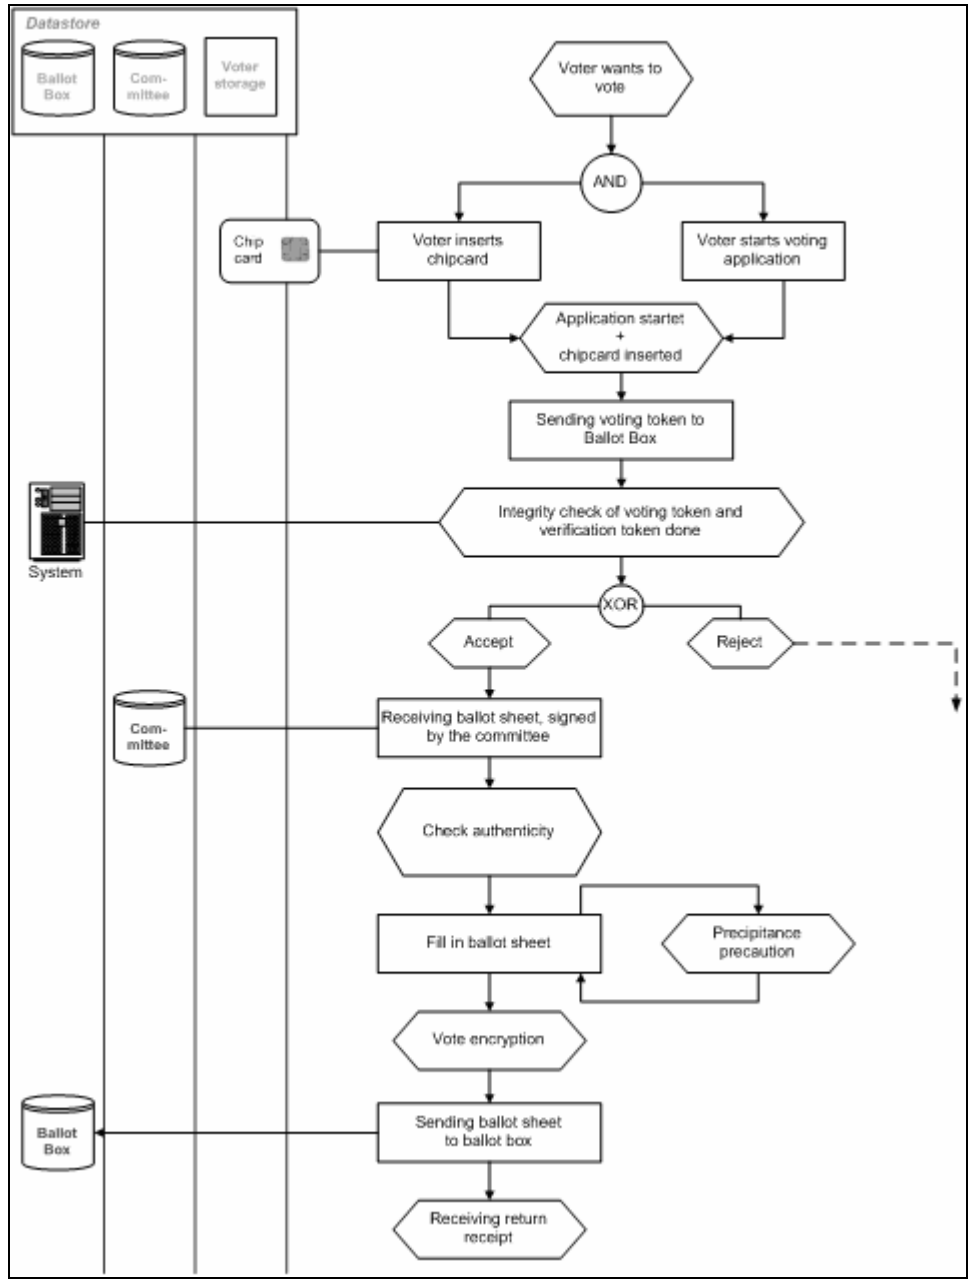 Datastore
Ballot
Box
Com-
mittee
Voter
storage
Voter wants to
vote
AND
Chip
card
Voter inserts
chipcard
Voter starts voting
application
Application startet
+
chipcard inserted
Sending voting token to
Ballot Box
Integrity check of voting token and
verification token done
System
XOR
Accept
Reject
Com-
mittee
Receiving ballot sheet, signed
by the committee
Check authenticity
Fill in ballot sheet
Precipitance
precaution
Vote encryption
Ballot
Box
Sending ballot sheet
to ballot box
Receiving return
receipt